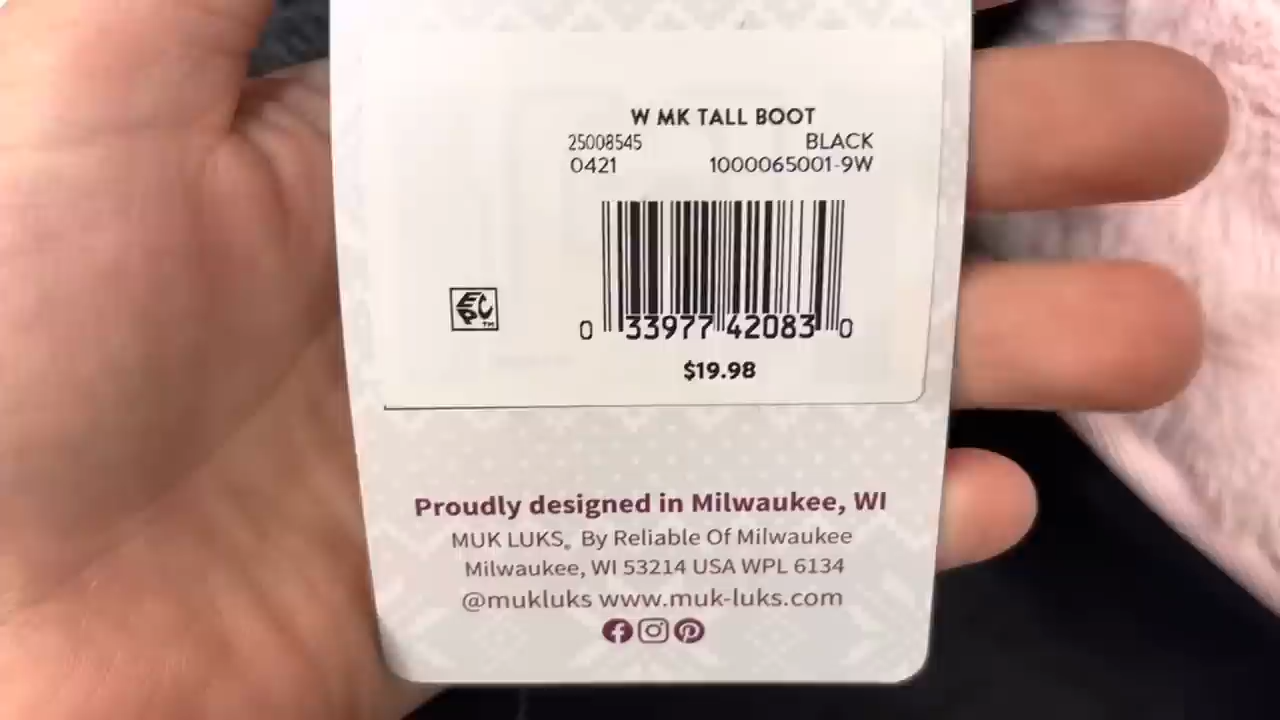 W MK TALL BOOT
25008545 BLACK
0421 1000065001-9W
EPC™
0 33977 42083 0
$19.98
Proudly designed in Milwaukee, WI
MUK LUKS® By Reliable Of Milwaukee
Milwaukee, WI 53214 USA WPL 6134
@mukluks www.muk-luks.com